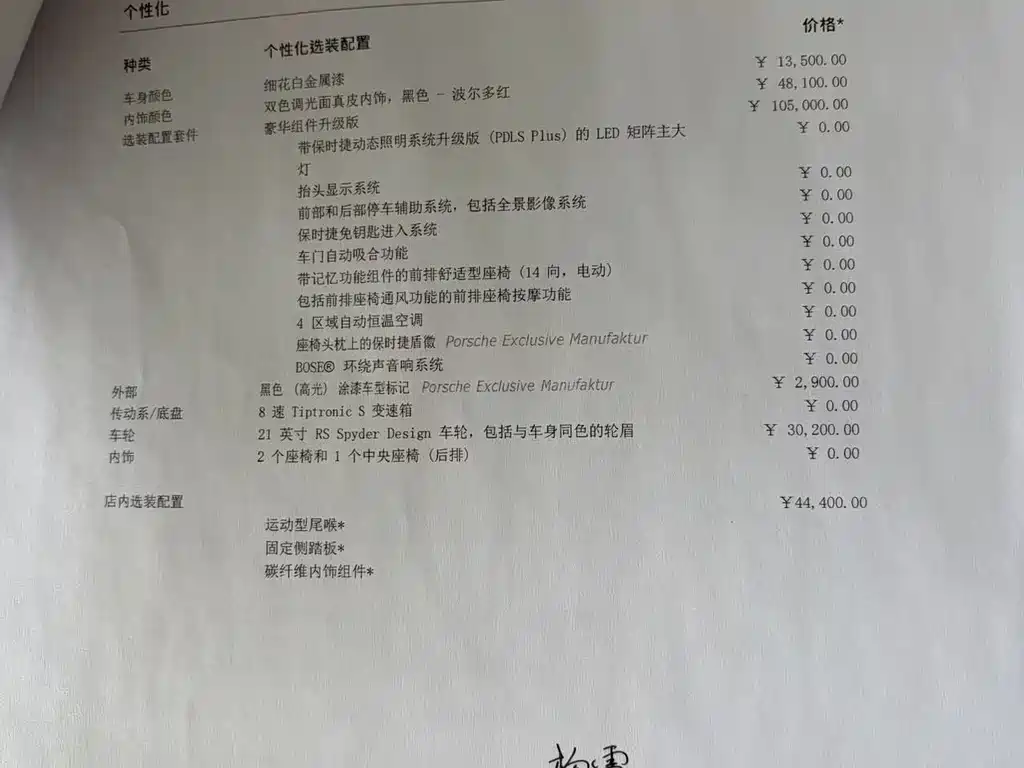 个性化
种类 个性化选装配置 价格*
车身颜色 细花白金属漆 ¥ 13,500.00
内饰颜色 双色调光面真皮内饰，黑色 - 波尔多红 ¥ 48,100.00
选装配置套件 豪华组件升级版 ¥ 105,000.00
带保时捷动态照明系统升级版 (PDLS Plus) 的 LED 矩阵主大 ¥ 0.00
灯
抬头显示系统 ¥ 0.00
前部和后部停车辅助系统，包括全景影像系统 ¥ 0.00
保时捷免钥匙进入系统 ¥ 0.00
车门自动吸合功能 ¥ 0.00
带记忆功能组件的前排舒适型座椅 (14 向，电动) ¥ 0.00
包括前排座椅通风功能的前排座椅按摩功能 ¥ 0.00
4 区域自动恒温空调 ¥ 0.00
座椅头枕上的保时捷盾徽 Porsche Exclusive Manufaktur ¥ 0.00
BOSE® 环绕声音响系统 ¥ 0.00
外部 黑色 (高光) 涂漆车型标记 Porsche Exclusive Manufaktur ¥ 2,900.00
传动系/底盘 8 速 Tiptronic S 变速箱 ¥ 0.00
车轮 21 英寸 RS Spyder Design 车轮，包括与车身同色的轮眉 ¥ 30,200.00
内饰 2 个座椅和 1 个中央座椅 (后排) ¥ 0.00
店内选装配置 ¥44,400.00
运动型尾喉*
固定侧踏板*
碳纤维内饰组件*